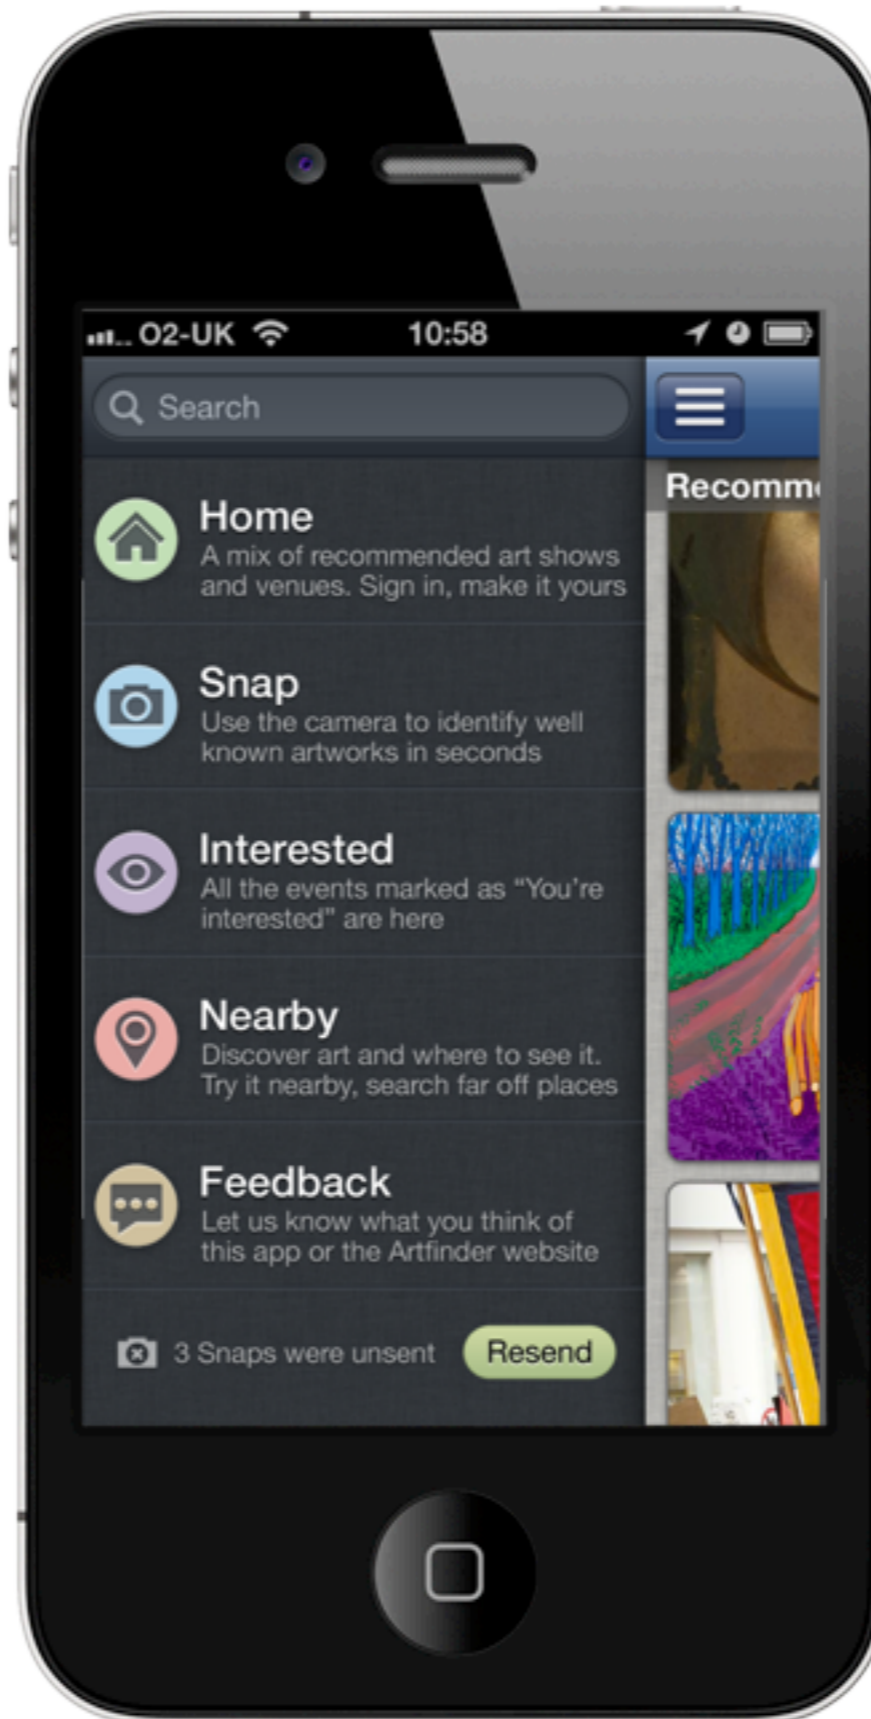 O2-UK 10:58
Search
Recomm
Home
A mix of recommended art shows
and venues. Sign in, make it yours
Snap
Use the camera to identify well
known artworks in seconds
Interested
All the events marked as “You’re
interested” are here
Nearby
Discover art and where to see it.
Try it nearby, search far off places
Feedback
Let us know what you think of
this app or the Artfinder website
3 Snaps were unsent Resend